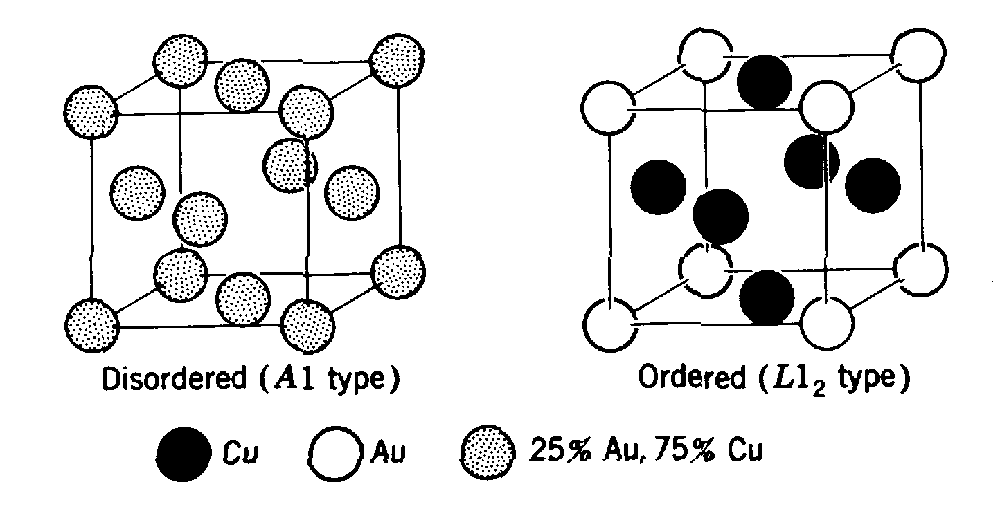 Disordered (A1 type)
Ordered (L1₂ type)
Cu
Au
25% Au, 75% Cu